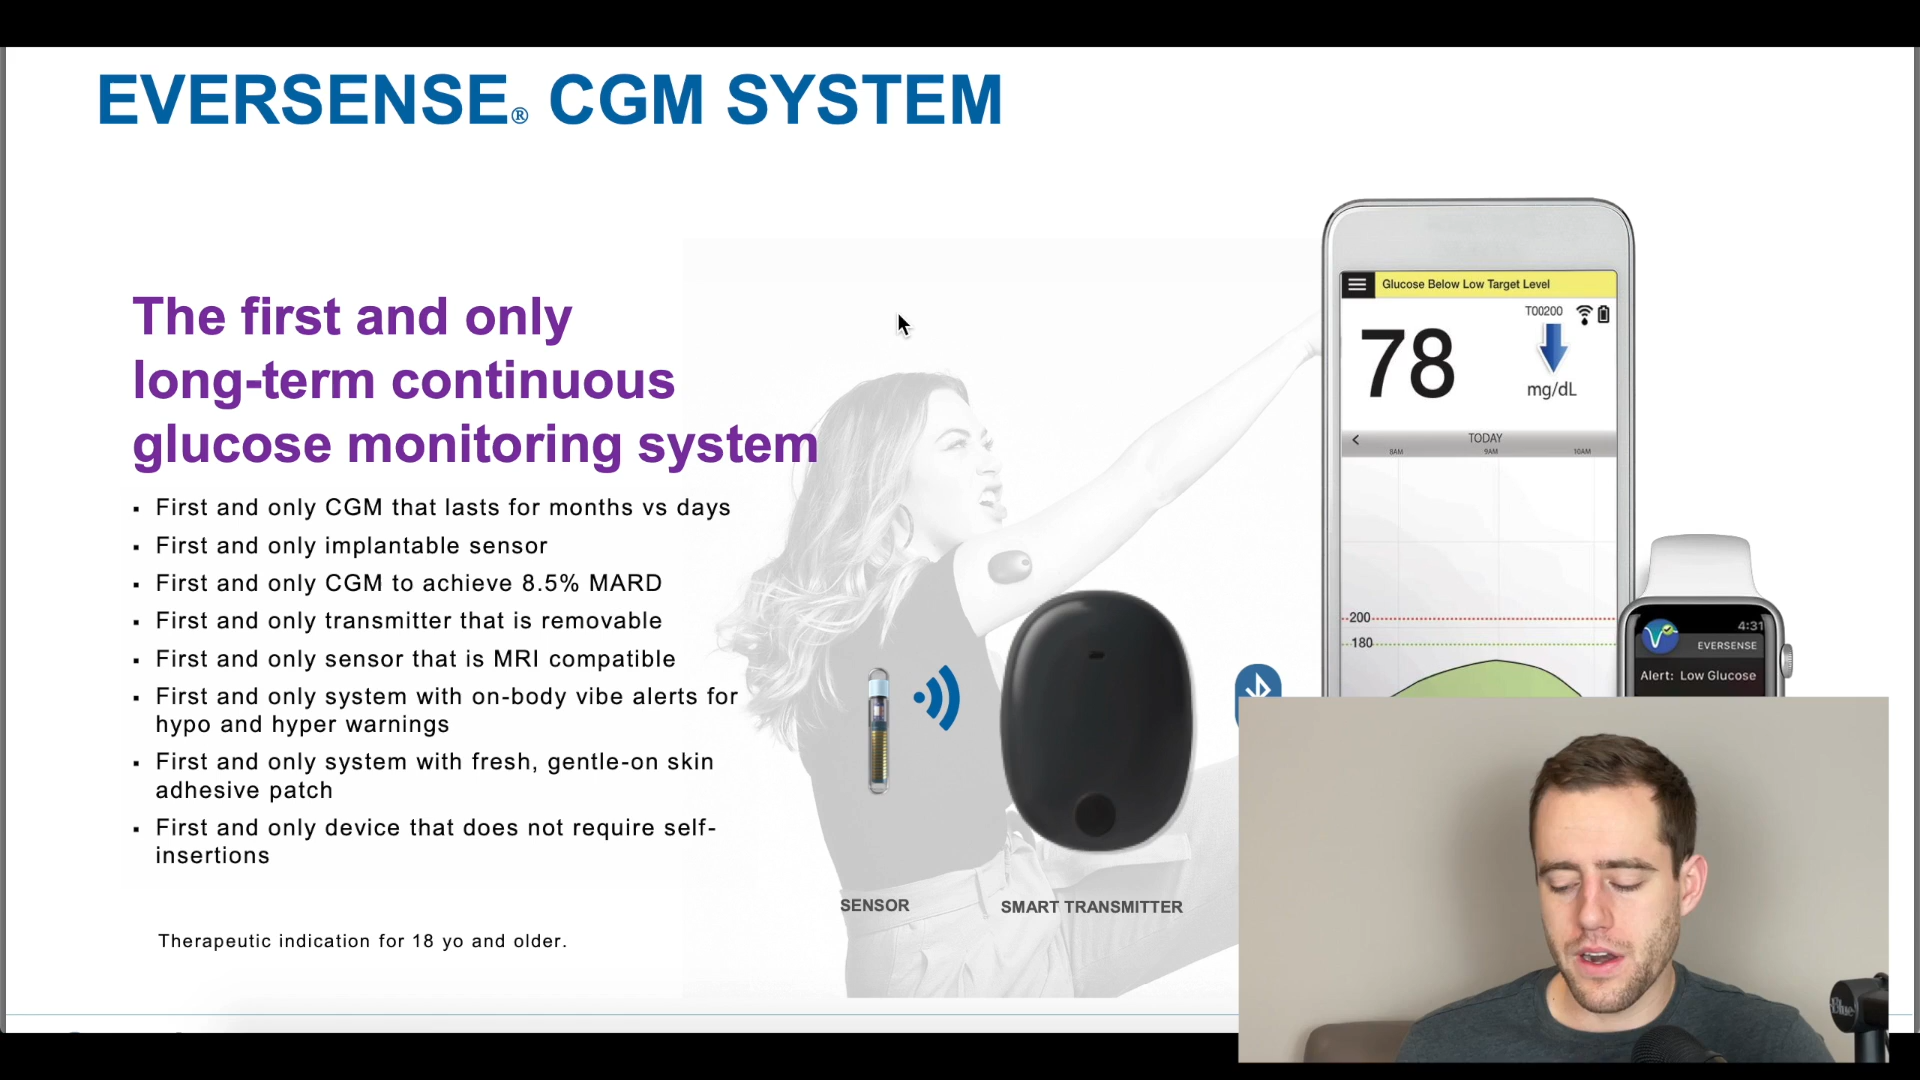 EVERSENSE® CGM SYSTEM
The first and only
long-term continuous
glucose monitoring system
▪ First and only CGM that lasts for months vs days
▪ First and only implantable sensor
▪ First and only CGM to achieve 8.5% MARD
▪ First and only transmitter that is removable
▪ First and only sensor that is MRI compatible
▪ First and only system with on-body vibe alerts for
hypo and hyper warnings
▪ First and only system with fresh, gentle-on skin
adhesive patch
▪ First and only device that does not require self-
insertions
Therapeutic indication for 18 yo and older.
SENSOR
SMART TRANSMITTER
Glucose Below Low Target Level
T00200
78
mg/dL
TODAY
8AM 9AM 10AM
200
180
4:31
EVERSENSE
Alert: Low Glucose
Blue